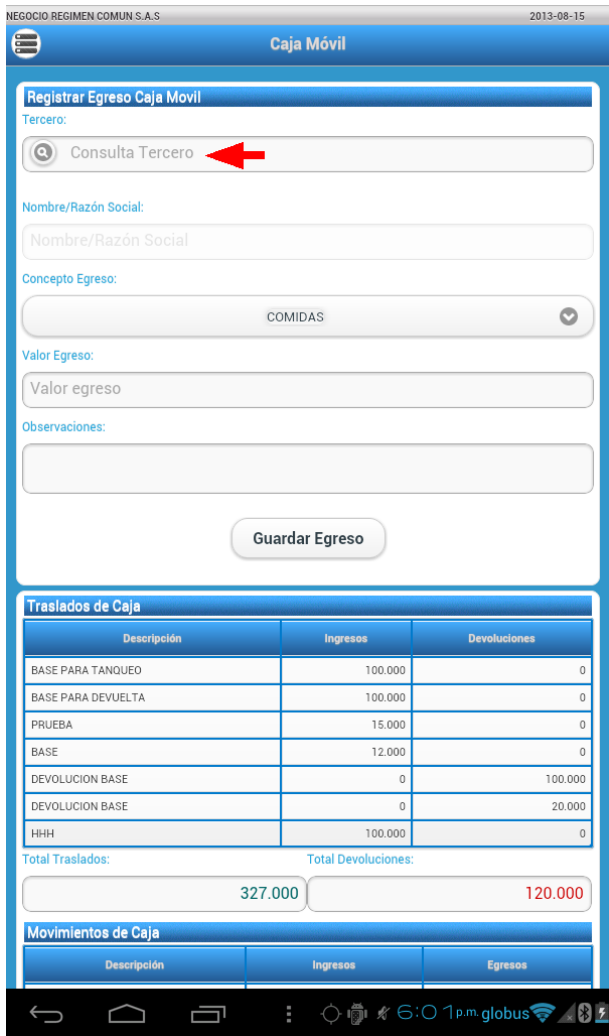 NEGOCIO REGIMEN COMUN S.A.S 2013-08-15
Caja Móvil
Registrar Egreso Caja Movil
Tercero:
Consulta Tercero
Nombre/Razón Social:
Nombre/Razón Social
Concepto Egreso:
COMIDAS
Valor Egreso:
Valor egreso
Observaciones:
Guardar Egreso
Traslados de Caja
Descripción Ingresos Devoluciones
BASE PARA TANQUEO 100.000 0
BASE PARA DEVUELTA 100.000 0
PRUEBA 15.000 0
BASE 12.000 0
DEVOLUCION BASE 0 100.000
DEVOLUCION BASE 0 20.000
HHH 100.000 0
Total Traslados: Total Devoluciones:
327.000 120.000
Movimientos de Caja
Descripción Ingresos Egresos
6:01p.m. globus